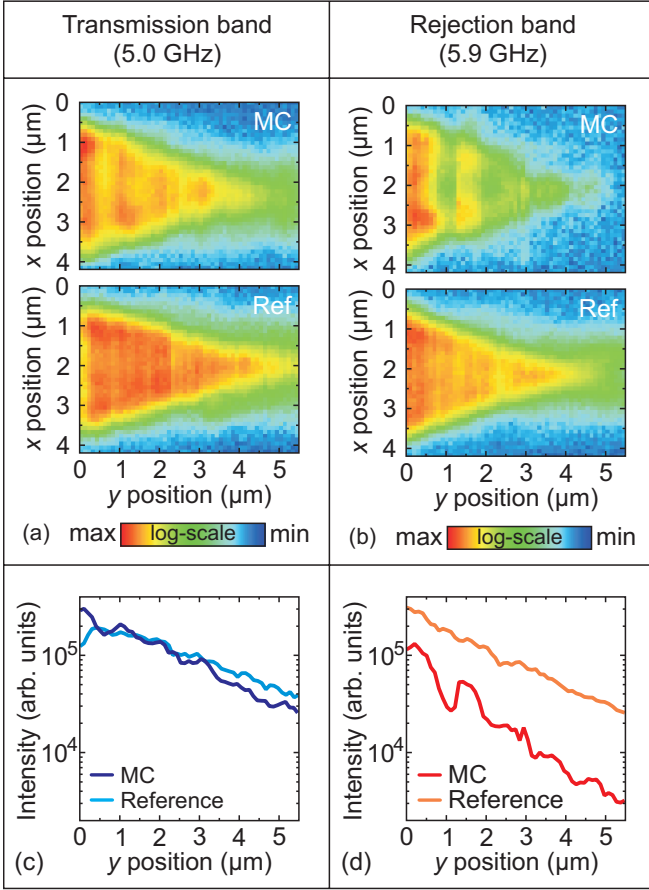 Transmission band
(5.0 GHz)
Rejection band
(5.9 GHz)
0
1
2
3
4
x position (µm)
MC
0
1
2
3
4
x position (µm)
Ref
0 1 2 3 4 5
y position (µm)
(a) max log-scale min
0
1
2
3
4
x position (µm)
MC
0
1
2
3
4
x position (µm)
Ref
0 1 2 3 4 5
y position (µm)
(b) max log-scale min
Intensity (arb. units)
10^5
10^4
MC
Reference
0 1 2 3 4 5
y position (µm)
(c)
Intensity (arb. units)
10^5
10^4
MC
Reference
0 1 2 3 4 5
y position (µm)
(d)